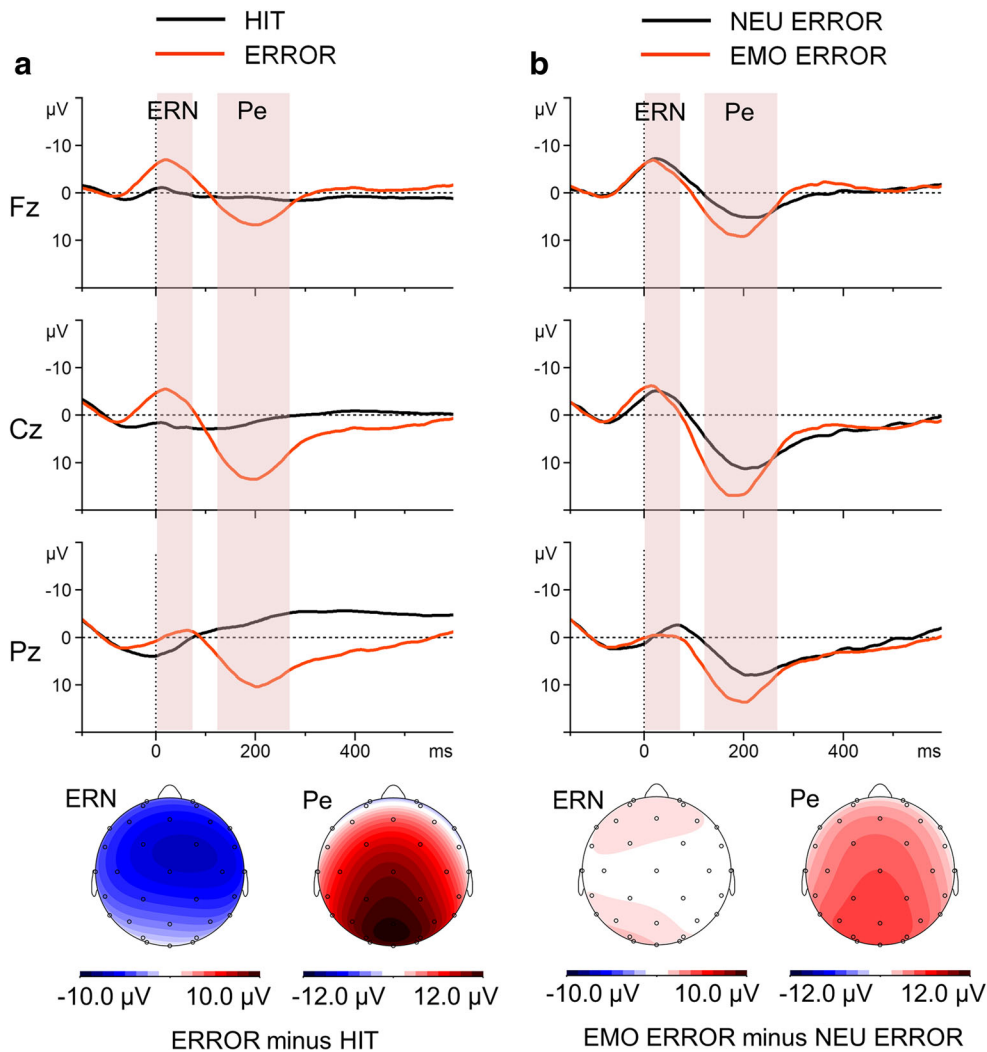 HIT
ERROR
NEU ERROR
EMO ERROR
a
b
µV
ERN
Pe
-10
0
10
Fz
µV
-10
0
10
Cz
µV
-10
0
10
Pz
0
200
400
ms
µV
ERN
Pe
-10
0
10
µV
-10
0
10
µV
-10
0
10
0
200
400
ms
ERN
Pe
ERN
Pe
-10.0 µV
10.0 µV
-12.0 µV
12.0 µV
-10.0 µV
10.0 µV
-12.0 µV
12.0 µV
ERROR minus HIT
EMO ERROR minus NEU ERROR